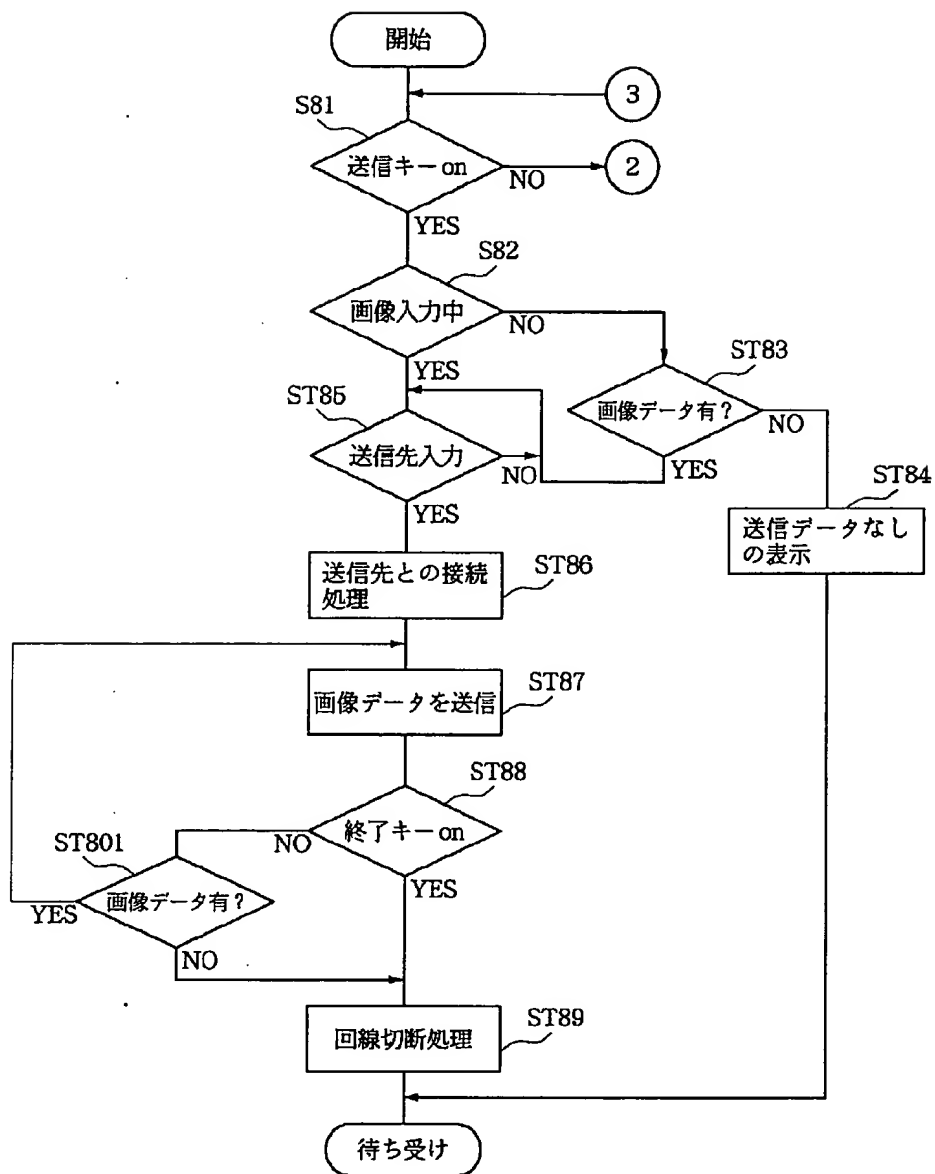 開始
3
S81
送信キーon
NO
2
YES
S82
画像入力中
NO
YES
ST83
画像データ有?
NO
YES
ST85
送信先入力
NO
YES
ST84
送信データなし
の表示
送信先との接続
処理
ST86
画像データを送信
ST87
ST88
終了キーon
NO
YES
ST801
画像データ有?
YES
NO
回線切断処理
ST89
待ち受け